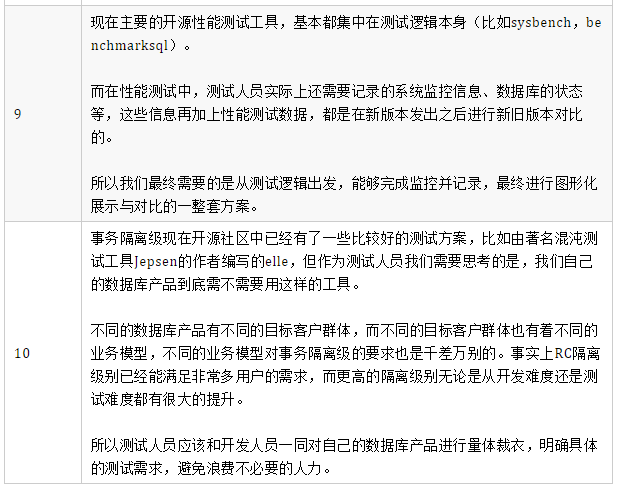 9
现在主要的开源性能测试工具，基本都集中在测试逻辑本身（比如sysbench，be
nchmarksql）。
而在性能测试中，测试人员实际上还需要记录的系统监控信息、数据库的状态
等，这些信息再加上性能测试数据，都是在新版本发出之后进行新旧版本对比
的。
所以我们最终需要的是从测试逻辑出发，能够完成监控并记录，最终进行图形化
展示与对比的一整套方案。
10
事务隔离级现在开源社区中已经有了一些比较好的测试方案，比如由著名混沌测
试工具Jepsen的作者编写的elle，但作为测试人员我们需要思考的是，我们自己
的数据库产品到底需不需要用这样的工具。
不同的数据库产品有不同的目标客户群体，而不同的目标客户群体也有着不同的
业务模型，不同的业务模型对事务隔离级的要求也是千差万别的。事实上RC隔离
级别已经能满足非常多用户的需求，而更高的隔离级别无论是从开发难度还是测
试难度都有很大的提升。
所以测试人员应该和开发人员一同对自己的数据库产品进行量体裁衣，明确具体
的测试需求，避免浪费不必要的人力。